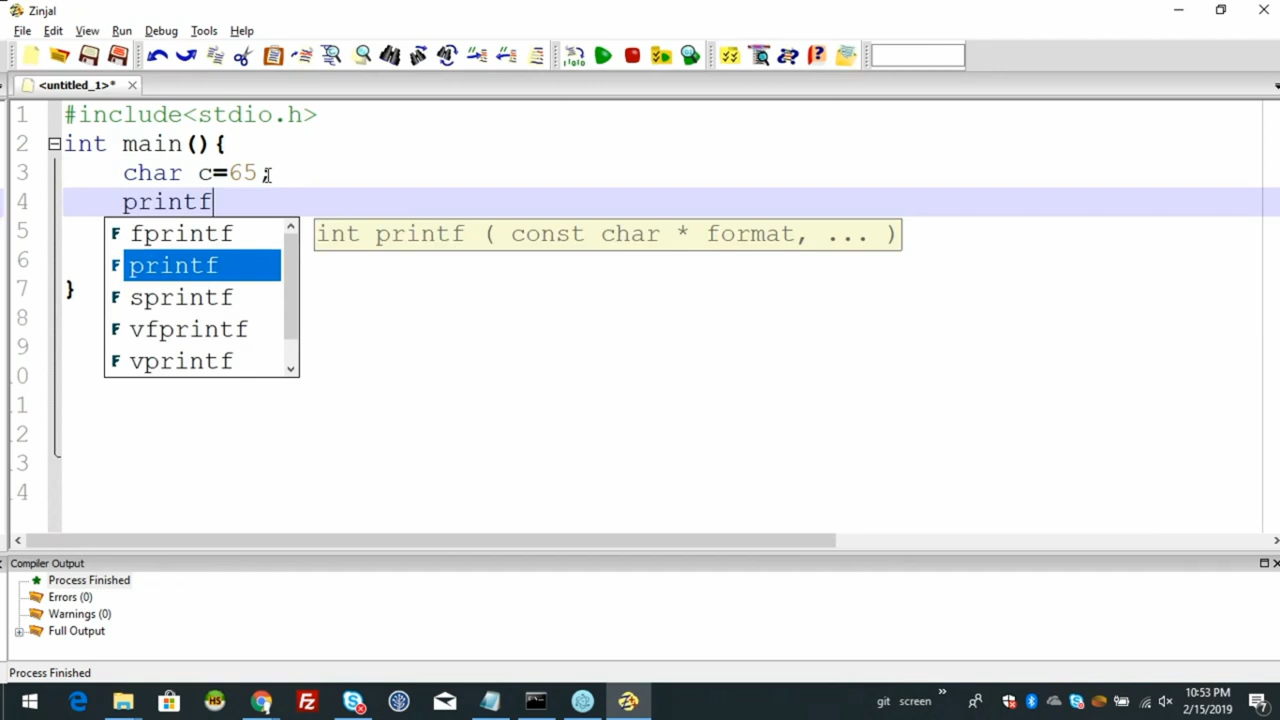 Zinjal
File Edit View Run Debug Tools Help
<untitled_1>*
1 #include<stdio.h>
2 int main(){
3 char c=65;
4 printf
5 fprintf int printf ( const char * format, ... )
6 printf
7 }
sprintf
8 vfprintf
9 vprintf
0
1
2
3
4
Compiler Output
Process Finished
Errors (0)
Warnings (0)
Full Output
Process Finished
git screen » 10:53 PM
2/15/2019 7